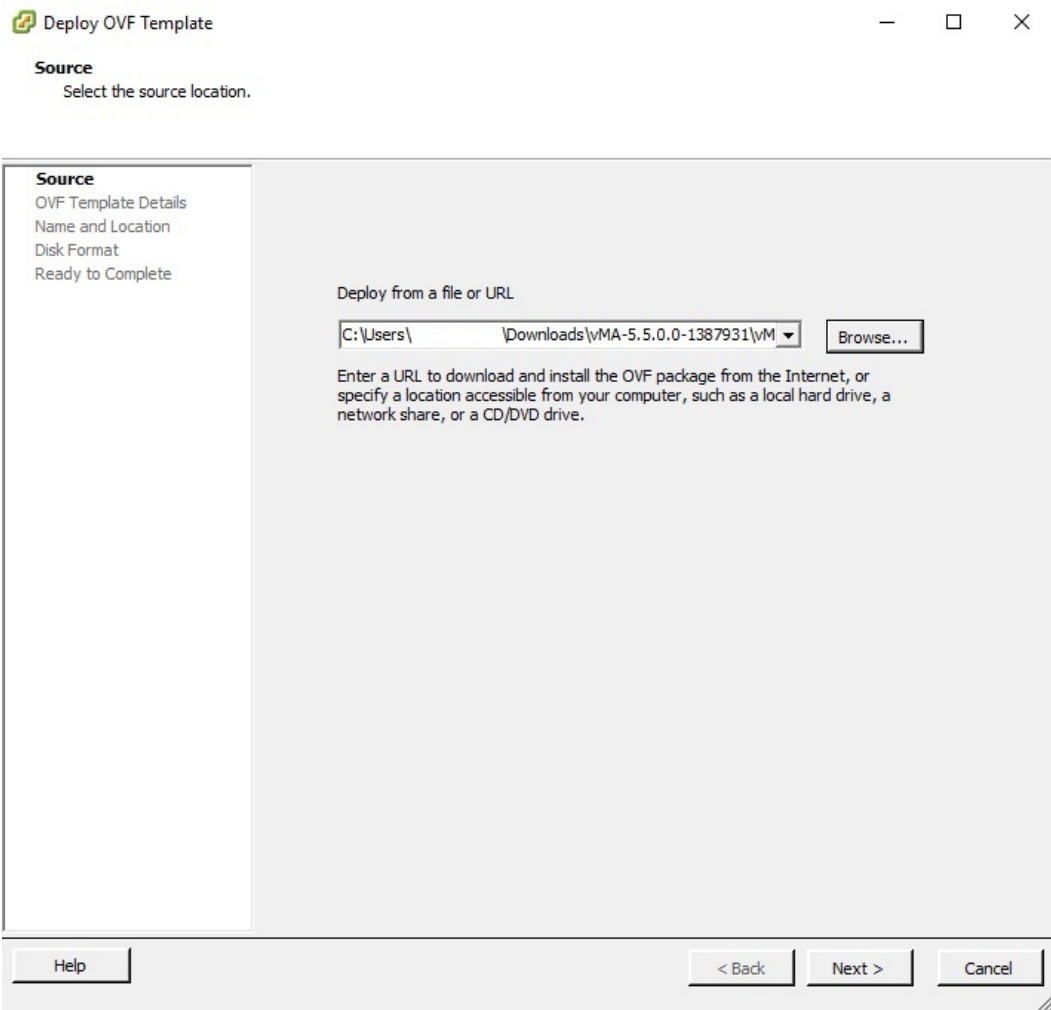 Deploy OVF Template
Source
Select the source location.
Source
OVF Template Details
Name and Location
Disk Format
Ready to Complete
Deploy from a file or URL
C:\Users\ \Downloads\vMA-5.5.0.0-1387931\vM
Browse...
Enter a URL to download and install the OVF package from the Internet, or
specify a location accessible from your computer, such as a local hard drive, a
network share, or a CD/DVD drive.
Help
< Back
Next >
Cancel